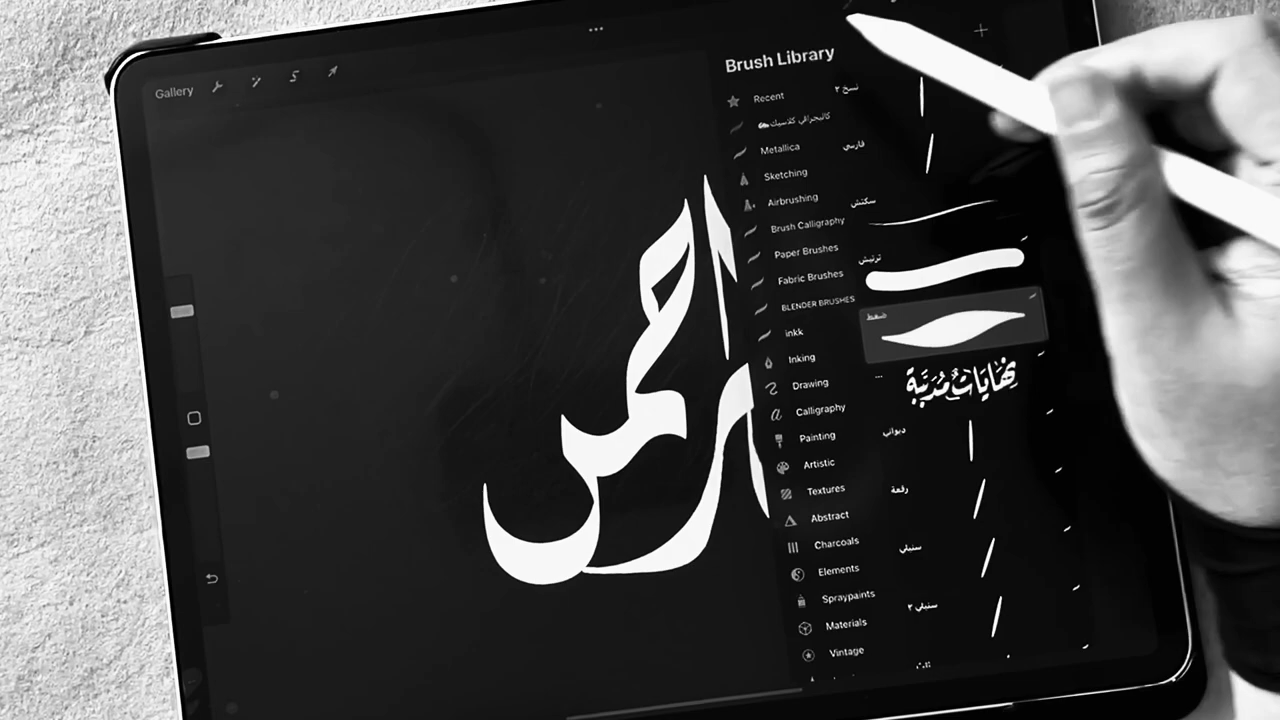 Gallery
Brush Library
Recent
كاليجرافي كلاسيك
Metallica
Sketching
Airbrushing
Brush Calligraphy
Paper Brushes
Fabric Brushes
BLENDER BRUSHES
inkk
Inking
Drawing
Calligraphy
Painting
Artistic
Textures
Abstract
Charcoals
Elements
Spraypaints
Materials
Vintage
نسخ ٢
فارسي
سكتش
ترتيش
ضغط
نهايات مدببة
ديواني
رقعة
سنبلي
سنبلي ٢